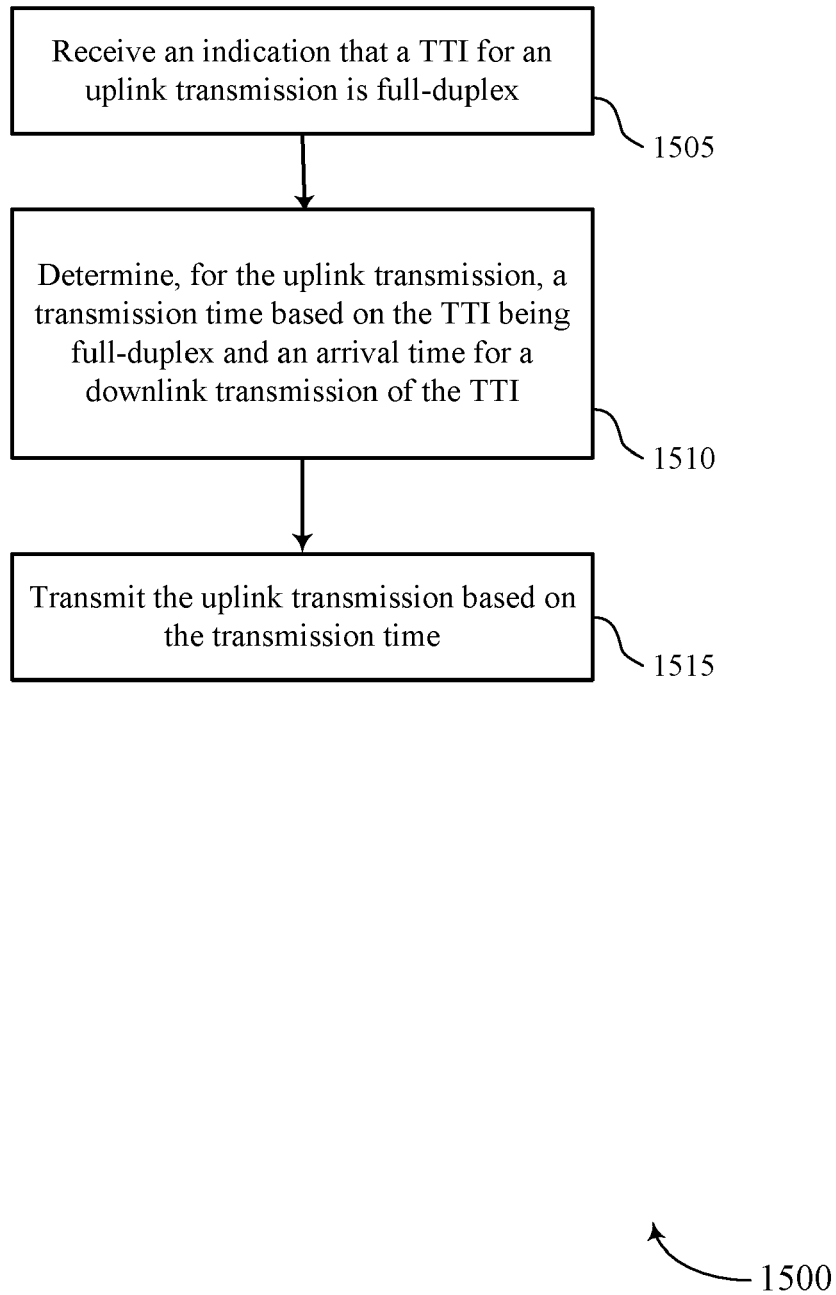 Receive an indication that a TTI for an
uplink transmission is full-duplex
1505
Determine, for the uplink transmission, a
transmission time based on the TTI being
full-duplex and an arrival time for a
downlink transmission of the TTI
1510
Transmit the uplink transmission based on
the transmission time
1515
1500